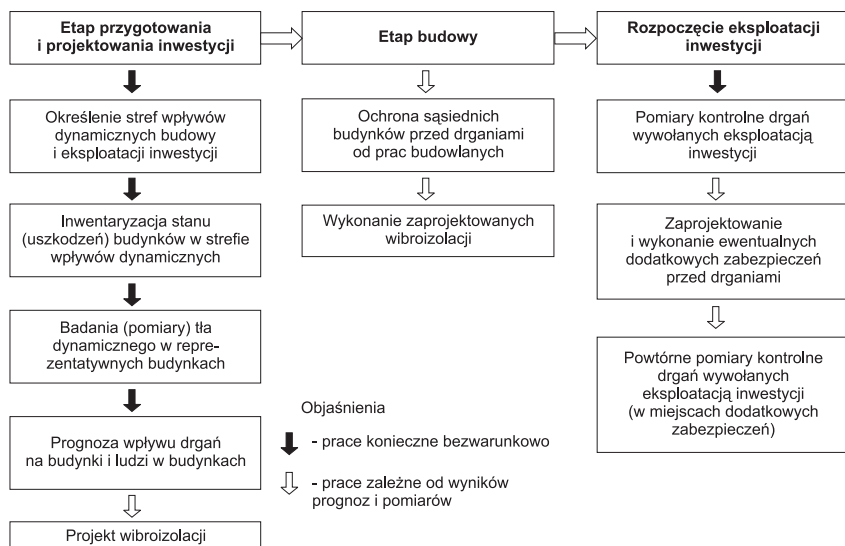 Etap przygotowania
i projektowania inwestycji
Określenie stref wpływów
dynamicznych budowy
i eksploatacji inwestycji
Inwentaryzacja stanu
(uszkodzeń) budynków w strefie
wpływów dynamicznych
Badania (pomiary) tła
dynamicznego w repre-
zentatywnych budynkach
Prognoza wpływu drgań
na budynki i ludzi w budynkach
Projekt wibroizolacji
Etap budowy
Ochrona sąsiednich
budynków przed drganiami
od prac budowlanych
Wykonanie zaprojektowanych
wibroizolacji
Rozpoczęcie eksploatacji
inwestycji
Pomiary kontrolne drgań
wywołanych eksploatacją
inwestycji
Zaprojektowanie
i wykonanie ewentualnych
dodatkowych zabezpieczeń
przed drganiami
Powtórne pomiary kontrolne
drgań wywołanych
eksploatacją inwestycji
(w miejscach dodatkowych
zabezpieczeń)
Objaśnienia
- prace konieczne bezwarunkowo
- prace zależne od wyników
prognoz i pomiarów